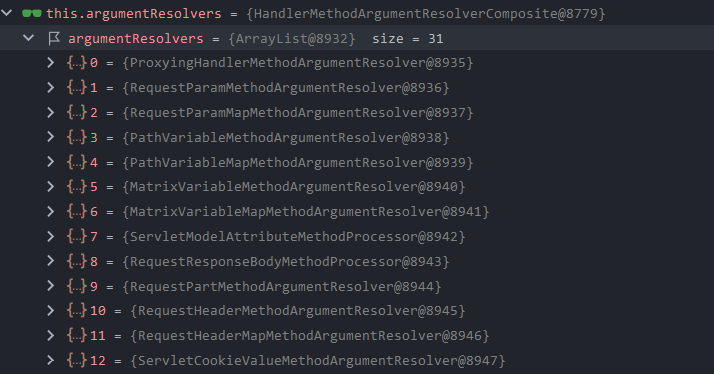 this.argumentResolvers = {HandlerMethodArgumentResolverComposite@8779}
argumentResolvers = {ArrayList@8932} size = 31
{...} 0 = {ProxyingHandlerMethodArgumentResolver@8935}
{...} 1 = {RequestParamMethodArgumentResolver@8936}
{...} 2 = {RequestParamMapMethodArgumentResolver@8937}
{...} 3 = {PathVariableMethodArgumentResolver@8938}
{...} 4 = {PathVariableMapMethodArgumentResolver@8939}
{...} 5 = {MatrixVariableMethodArgumentResolver@8940}
{...} 6 = {MatrixVariableMapMethodArgumentResolver@8941}
{...} 7 = {ServletModelAttributeMethodProcessor@8942}
{...} 8 = {RequestResponseBodyMethodProcessor@8943}
{...} 9 = {RequestPartMethodArgumentResolver@8944}
{...} 10 = {RequestHeaderMethodArgumentResolver@8945}
{...} 11 = {RequestHeaderMapMethodArgumentResolver@8946}
{...} 12 = {ServletCookieValueMethodArgumentResolver@8947}